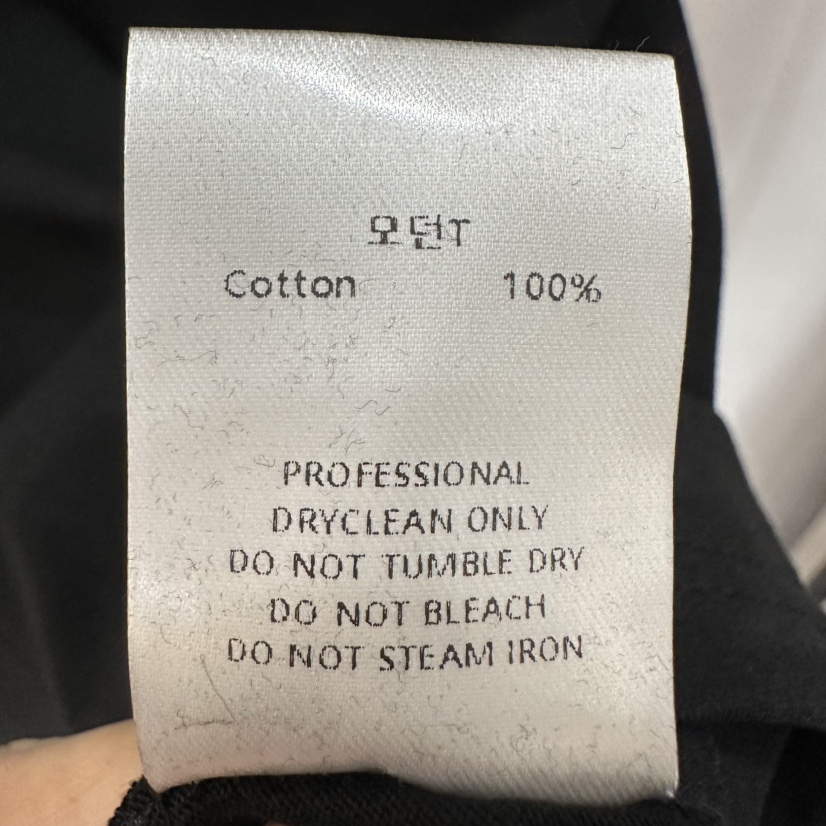 모던T
Cotton 100%
PROFESSIONAL
DRYCLEAN ONLY
DO NOT TUMBLE DRY
DO NOT BLEACH
DO NOT STEAM IRON